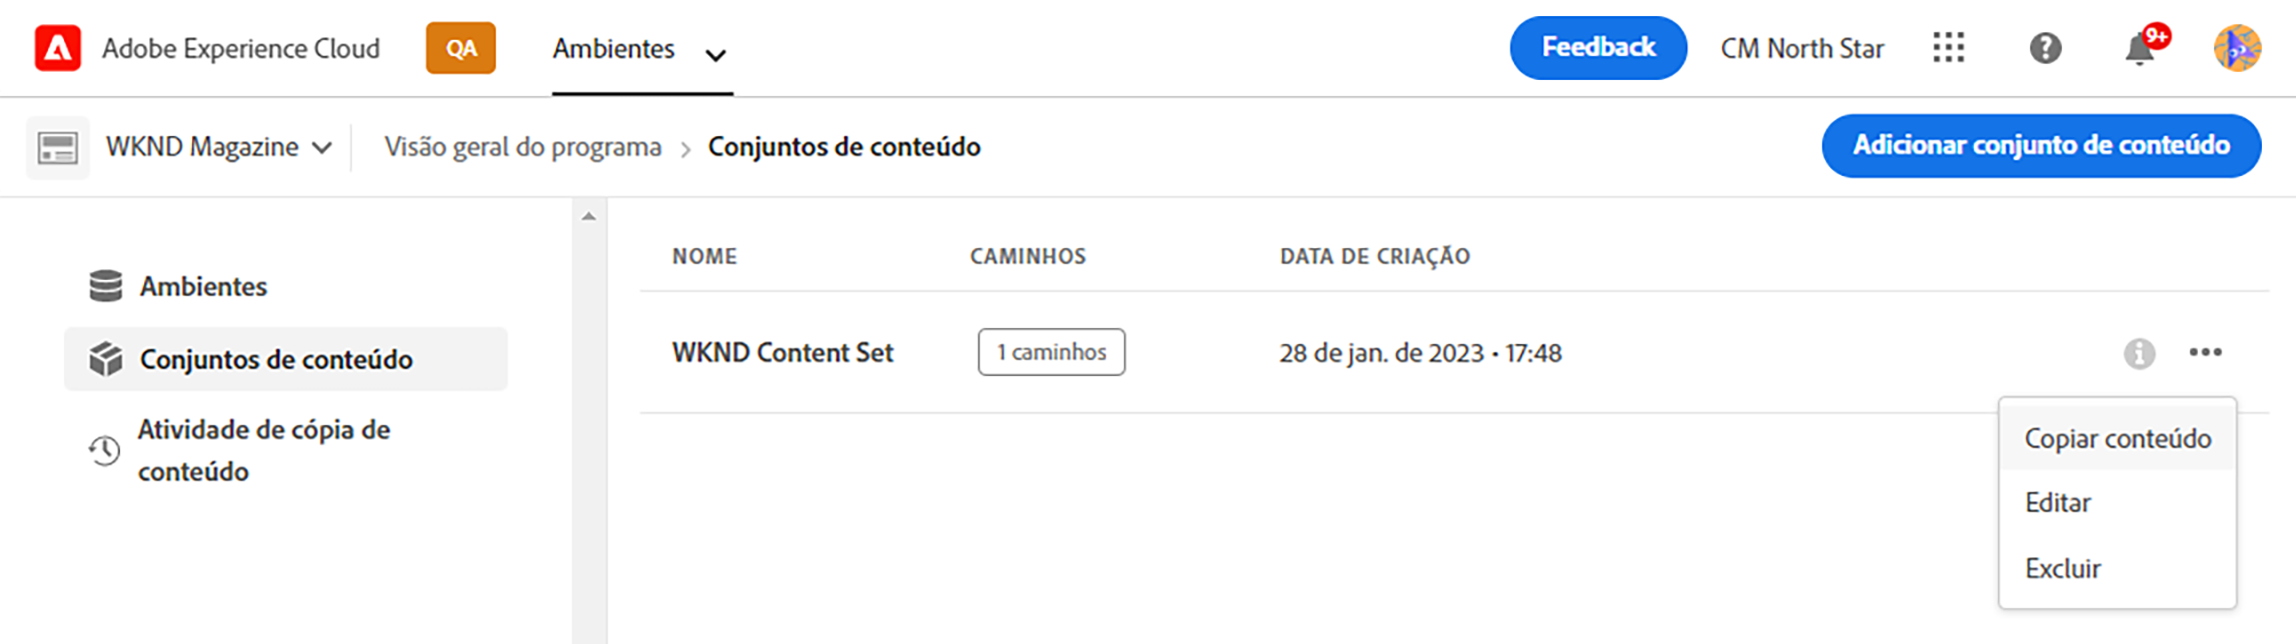 Adobe Experience Cloud QA Ambientes Feedback CM North Star 9+
WKND Magazine Visão geral do programa > Conjuntos de conteúdo Adicionar conjunto de conteúdo
Ambientes
Conjuntos de conteúdo
Atividade de cópia de
conteúdo
NOME CAMINHOS DATA DE CRIAÇÃO
WKND Content Set 1 caminhos 28 de jan. de 2023 • 17:48
Copiar conteúdo
Editar
Excluir